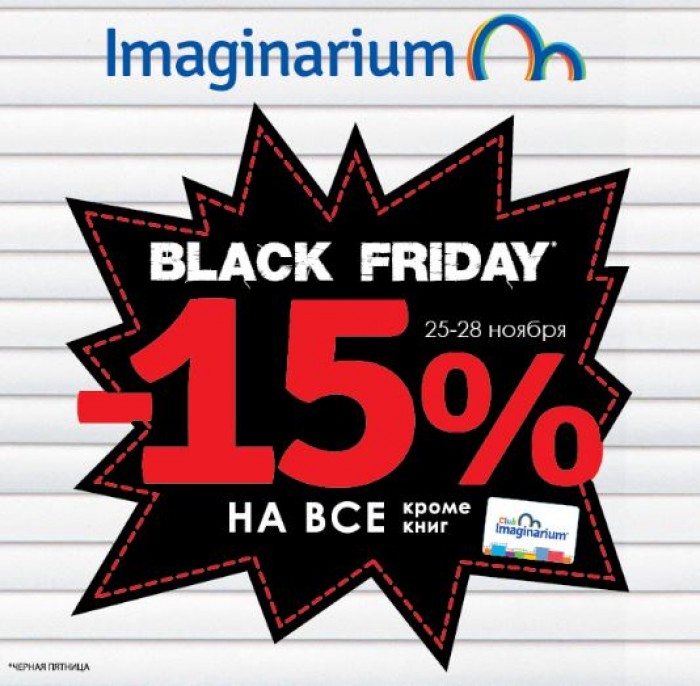 Imaginarium
BLACK FRIDAY*
25-28 ноября
-15%
НА ВСЕ кроме
книг
Club
Imaginarium
*ЧЕРНАЯ ПЯТНИЦА